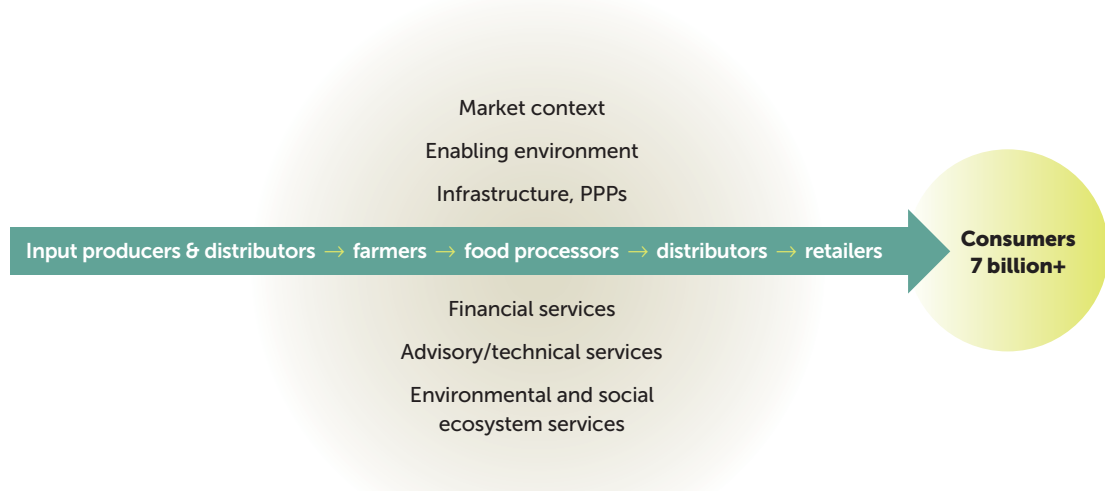 Market context
Enabling environment
Infrastructure, PPPs
Input producers & distributors → farmers → food processors → distributors → retailers
Consumers
7 billion+
Financial services
Advisory/technical services
Environmental and social
ecosystem services